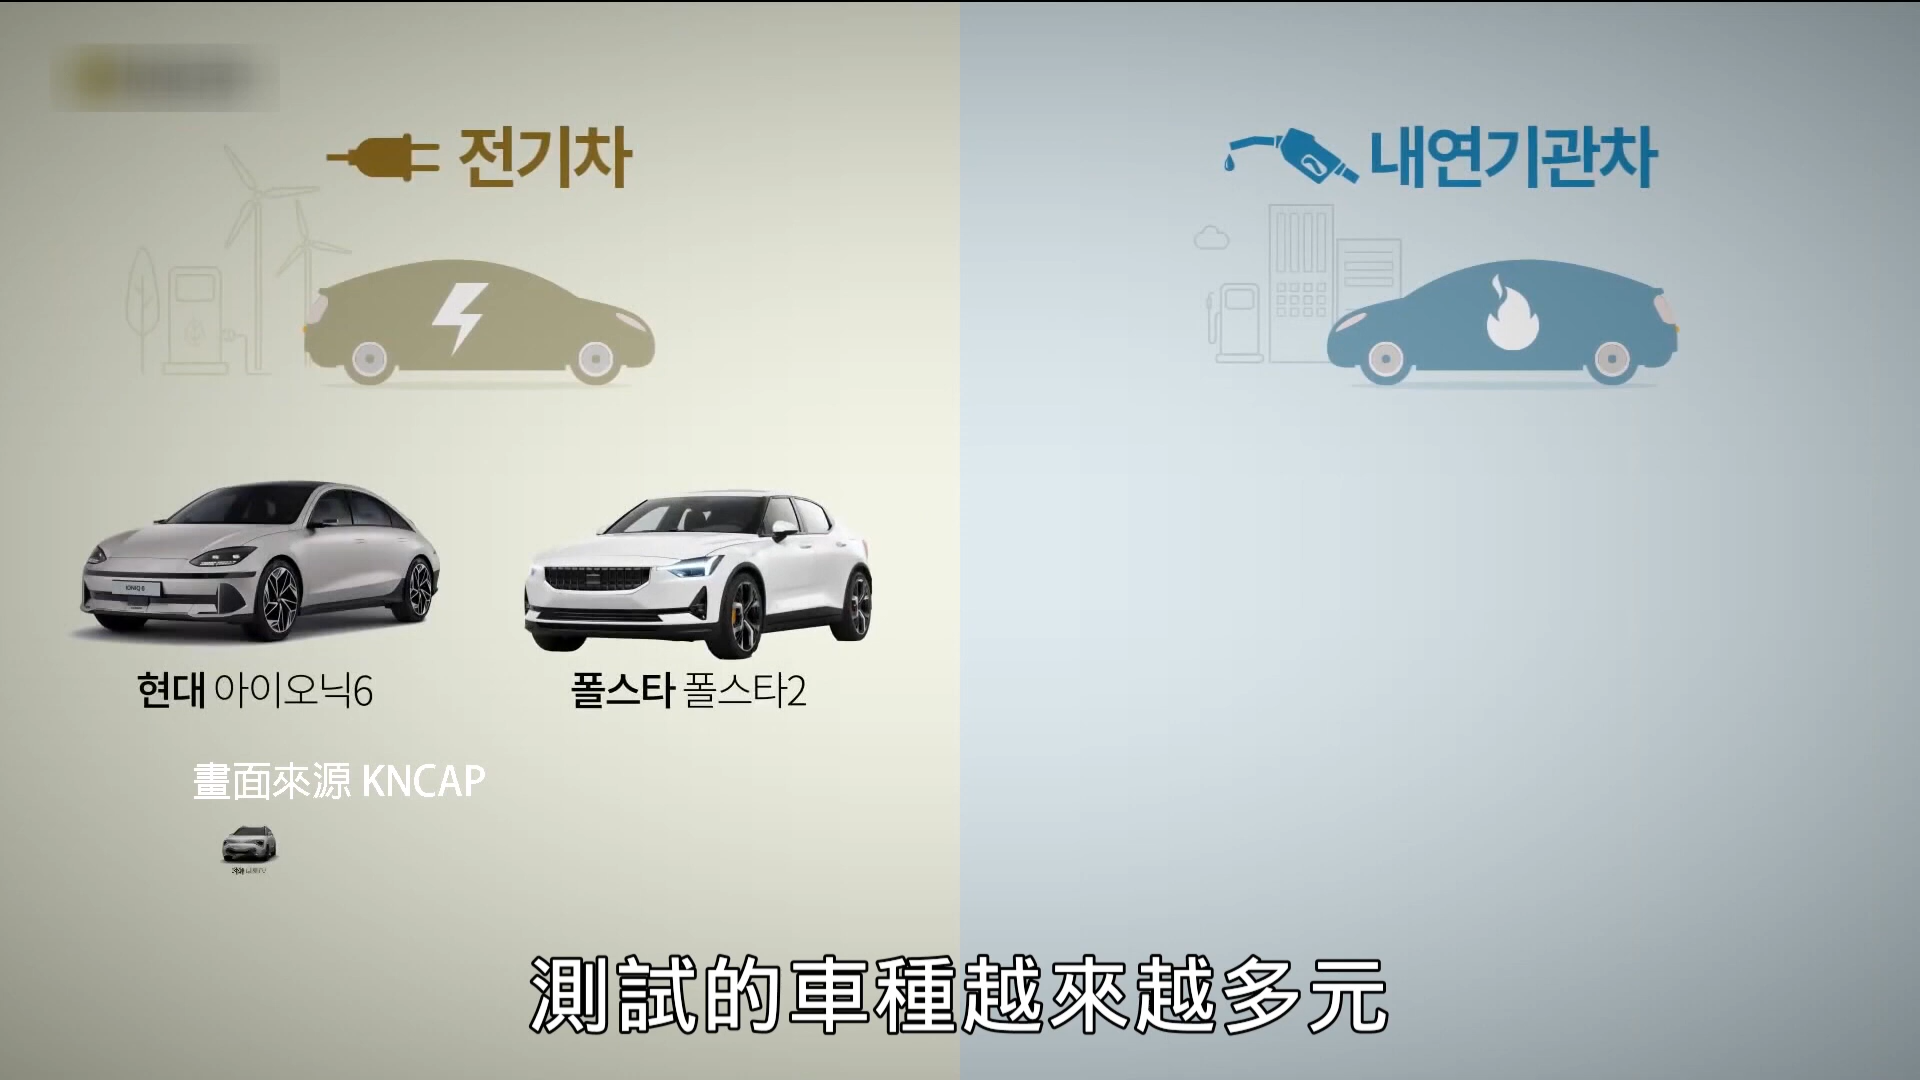 전기차
내연기관차
현대 아이오닉6
폴스타 폴스타2
畫面來源 KNCAP
測試的車種越來越多元